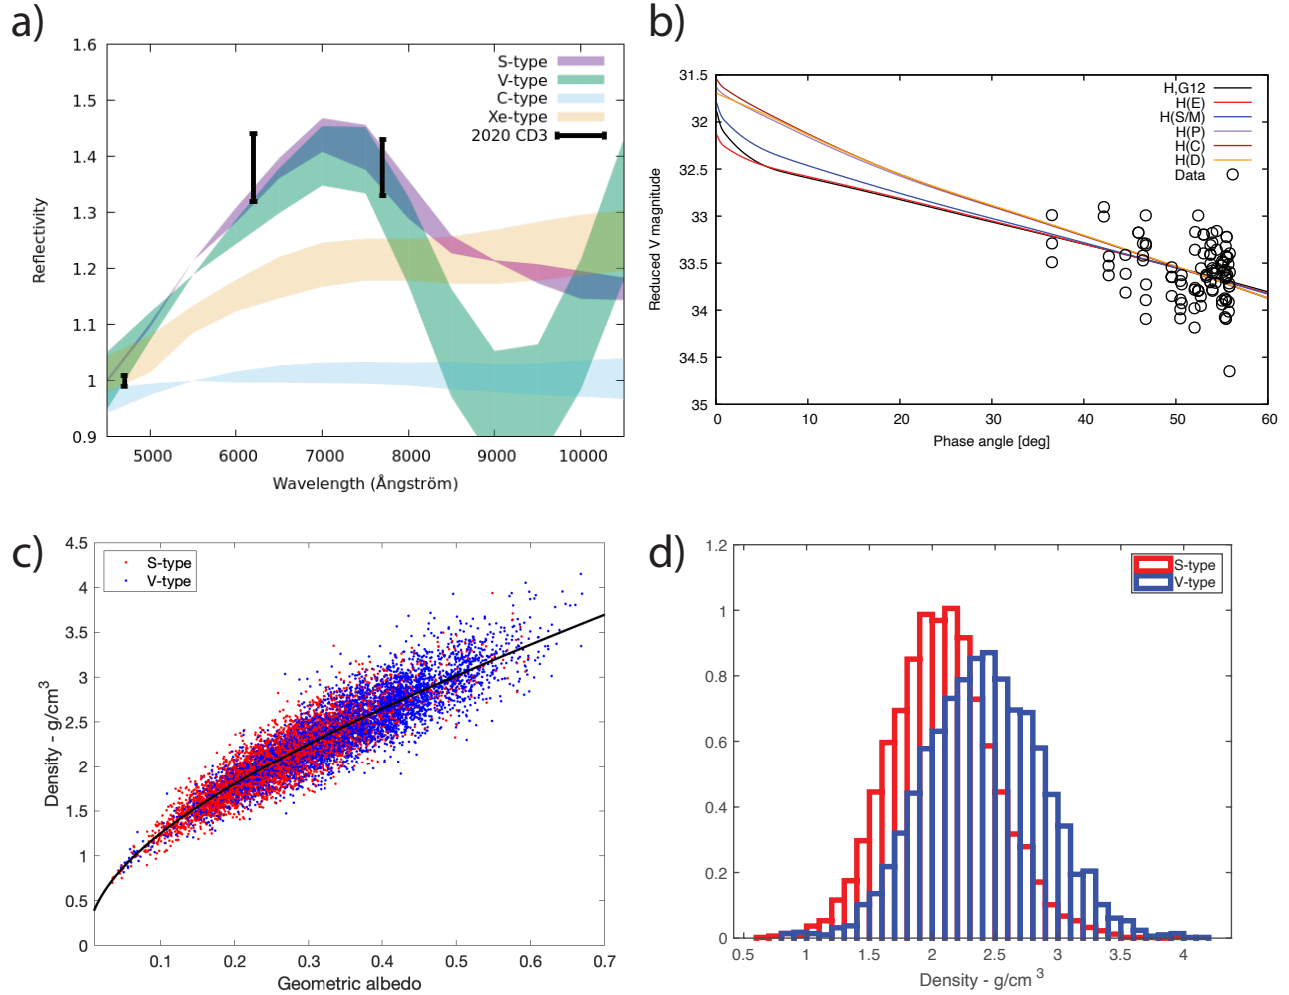 a)
1.6
1.5
1.4
1.3
1.2
1.1
1
0.9
Reflectivity
S-type
V-type
C-type
Xe-type
2020 CD3
5000 6000 7000 8000 9000 10000
Wavelength (Ångström)
b)
31.5
32
32.5
33
33.5
34
34.5
35
Reduced V magnitude
H,G12
H(E)
H(S/M)
H(P)
H(C)
H(D)
Data
0 10 20 30 40 50 60
Phase angle [deg]
c)
4.5
4
3.5
3
2.5
2
1.5
1
0.5
0
Density - g/cm3
S-type
V-type
0.1 0.2 0.3 0.4 0.5 0.6 0.7
Geometric albedo
d)
1.2
1
0.8
0.6
0.4
0.2
0
S-type
V-type
0.5 1 1.5 2 2.5 3 3.5 4
Density - g/cm 3